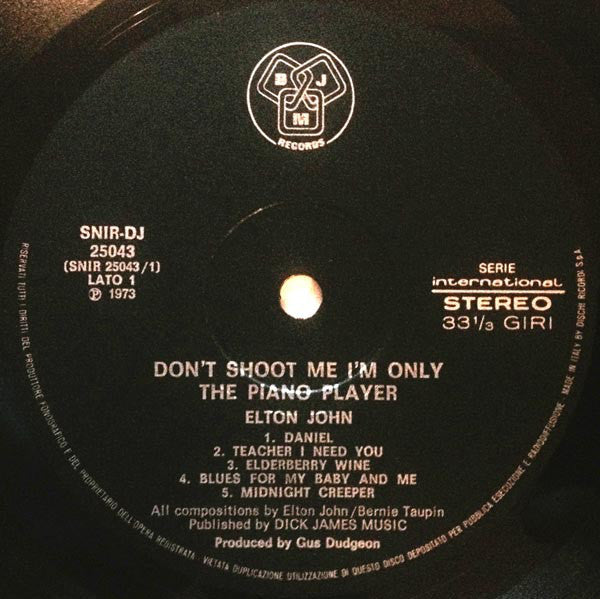 D J
M
RECORDS
SNIR-DJ
25043
(SNIR 25043/1)
LATO 1
Ⓟ 1973
SERIE
international
STEREO
33 1/3 GIRI
DON'T SHOOT ME I'M ONLY
THE PIANO PLAYER
ELTON JOHN
1. DANIEL
2. TEACHER I NEED YOU
3. ELDERBERRY WINE
4. BLUES FOR MY BABY AND ME
5. MIDNIGHT CREEPER
All compositions by Elton John/Bernie Taupin
Published by DICK JAMES MUSIC
Produced by Gus Dudgeon
RISERVATI TUTTI I DIRITTI DEL PRODUTTORE FONOGRAFICO E DEL PROPRIETARIO DELL'OPERA REGISTRATA - VIETATA DUPLICAZIONE UTILIZZAZIONE DI QUESTO DISCO DEPOSITATO PER PUBBLICA ESECUZIONE E RADIODIFFUSIONE. MADE IN ITALY BY DISCHI RICORDI S.p.A.